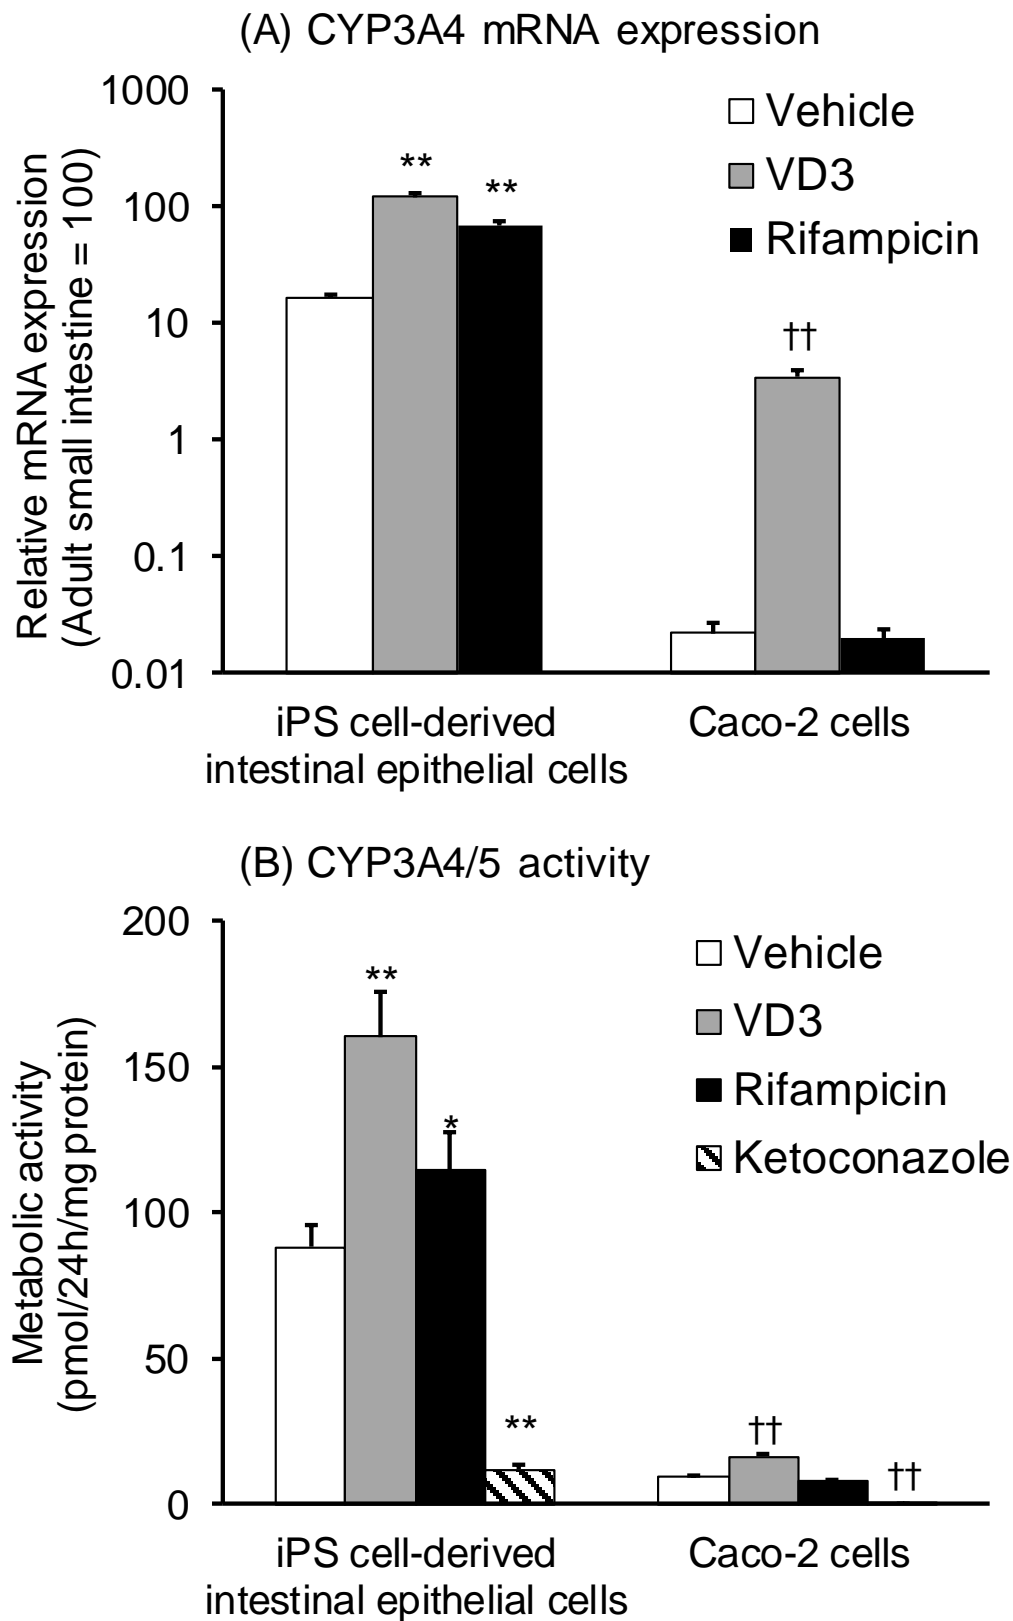 (A) CYP3A4 mRNA expression
Relative mRNA expression
(Adult small intestine = 100)
1000
100
10
1
0.1
0.01
**
**
††
Vehicle
VD3
Rifampicin
iPS cell-derived
intestinal epithelial cells
Caco-2 cells
(B) CYP3A4/5 activity
Metabolic activity
(pmol/24h/mg protein)
200
150
100
50
0
**
*
**
††
††
Vehicle
VD3
Rifampicin
Ketoconazole
iPS cell-derived
intestinal epithelial cells
Caco-2 cells